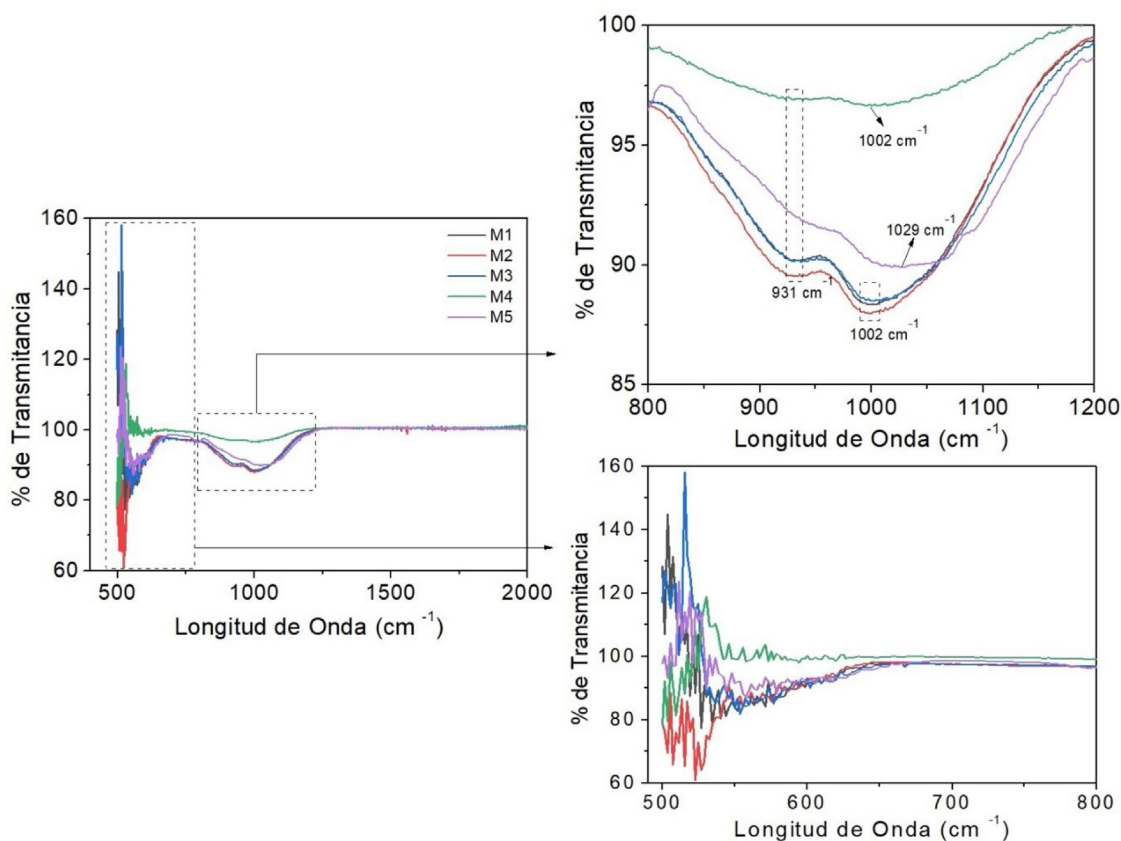 160
140
120
100
80
60
% de Transmitancia
M1
M2
M3
M4
M5
500 1000 1500 2000
Longitud de Onda (cm -1)
100
95
90
85
% de Transmitancia
1002 cm -1
1029 cm -1
931 cm -1
1002 cm -1
800 900 1000 1100 1200
Longitud de Onda (cm -1)
160
140
120
100
80
60
% de Transmitancia
500 600 700 800
Longitud de Onda (cm -1)